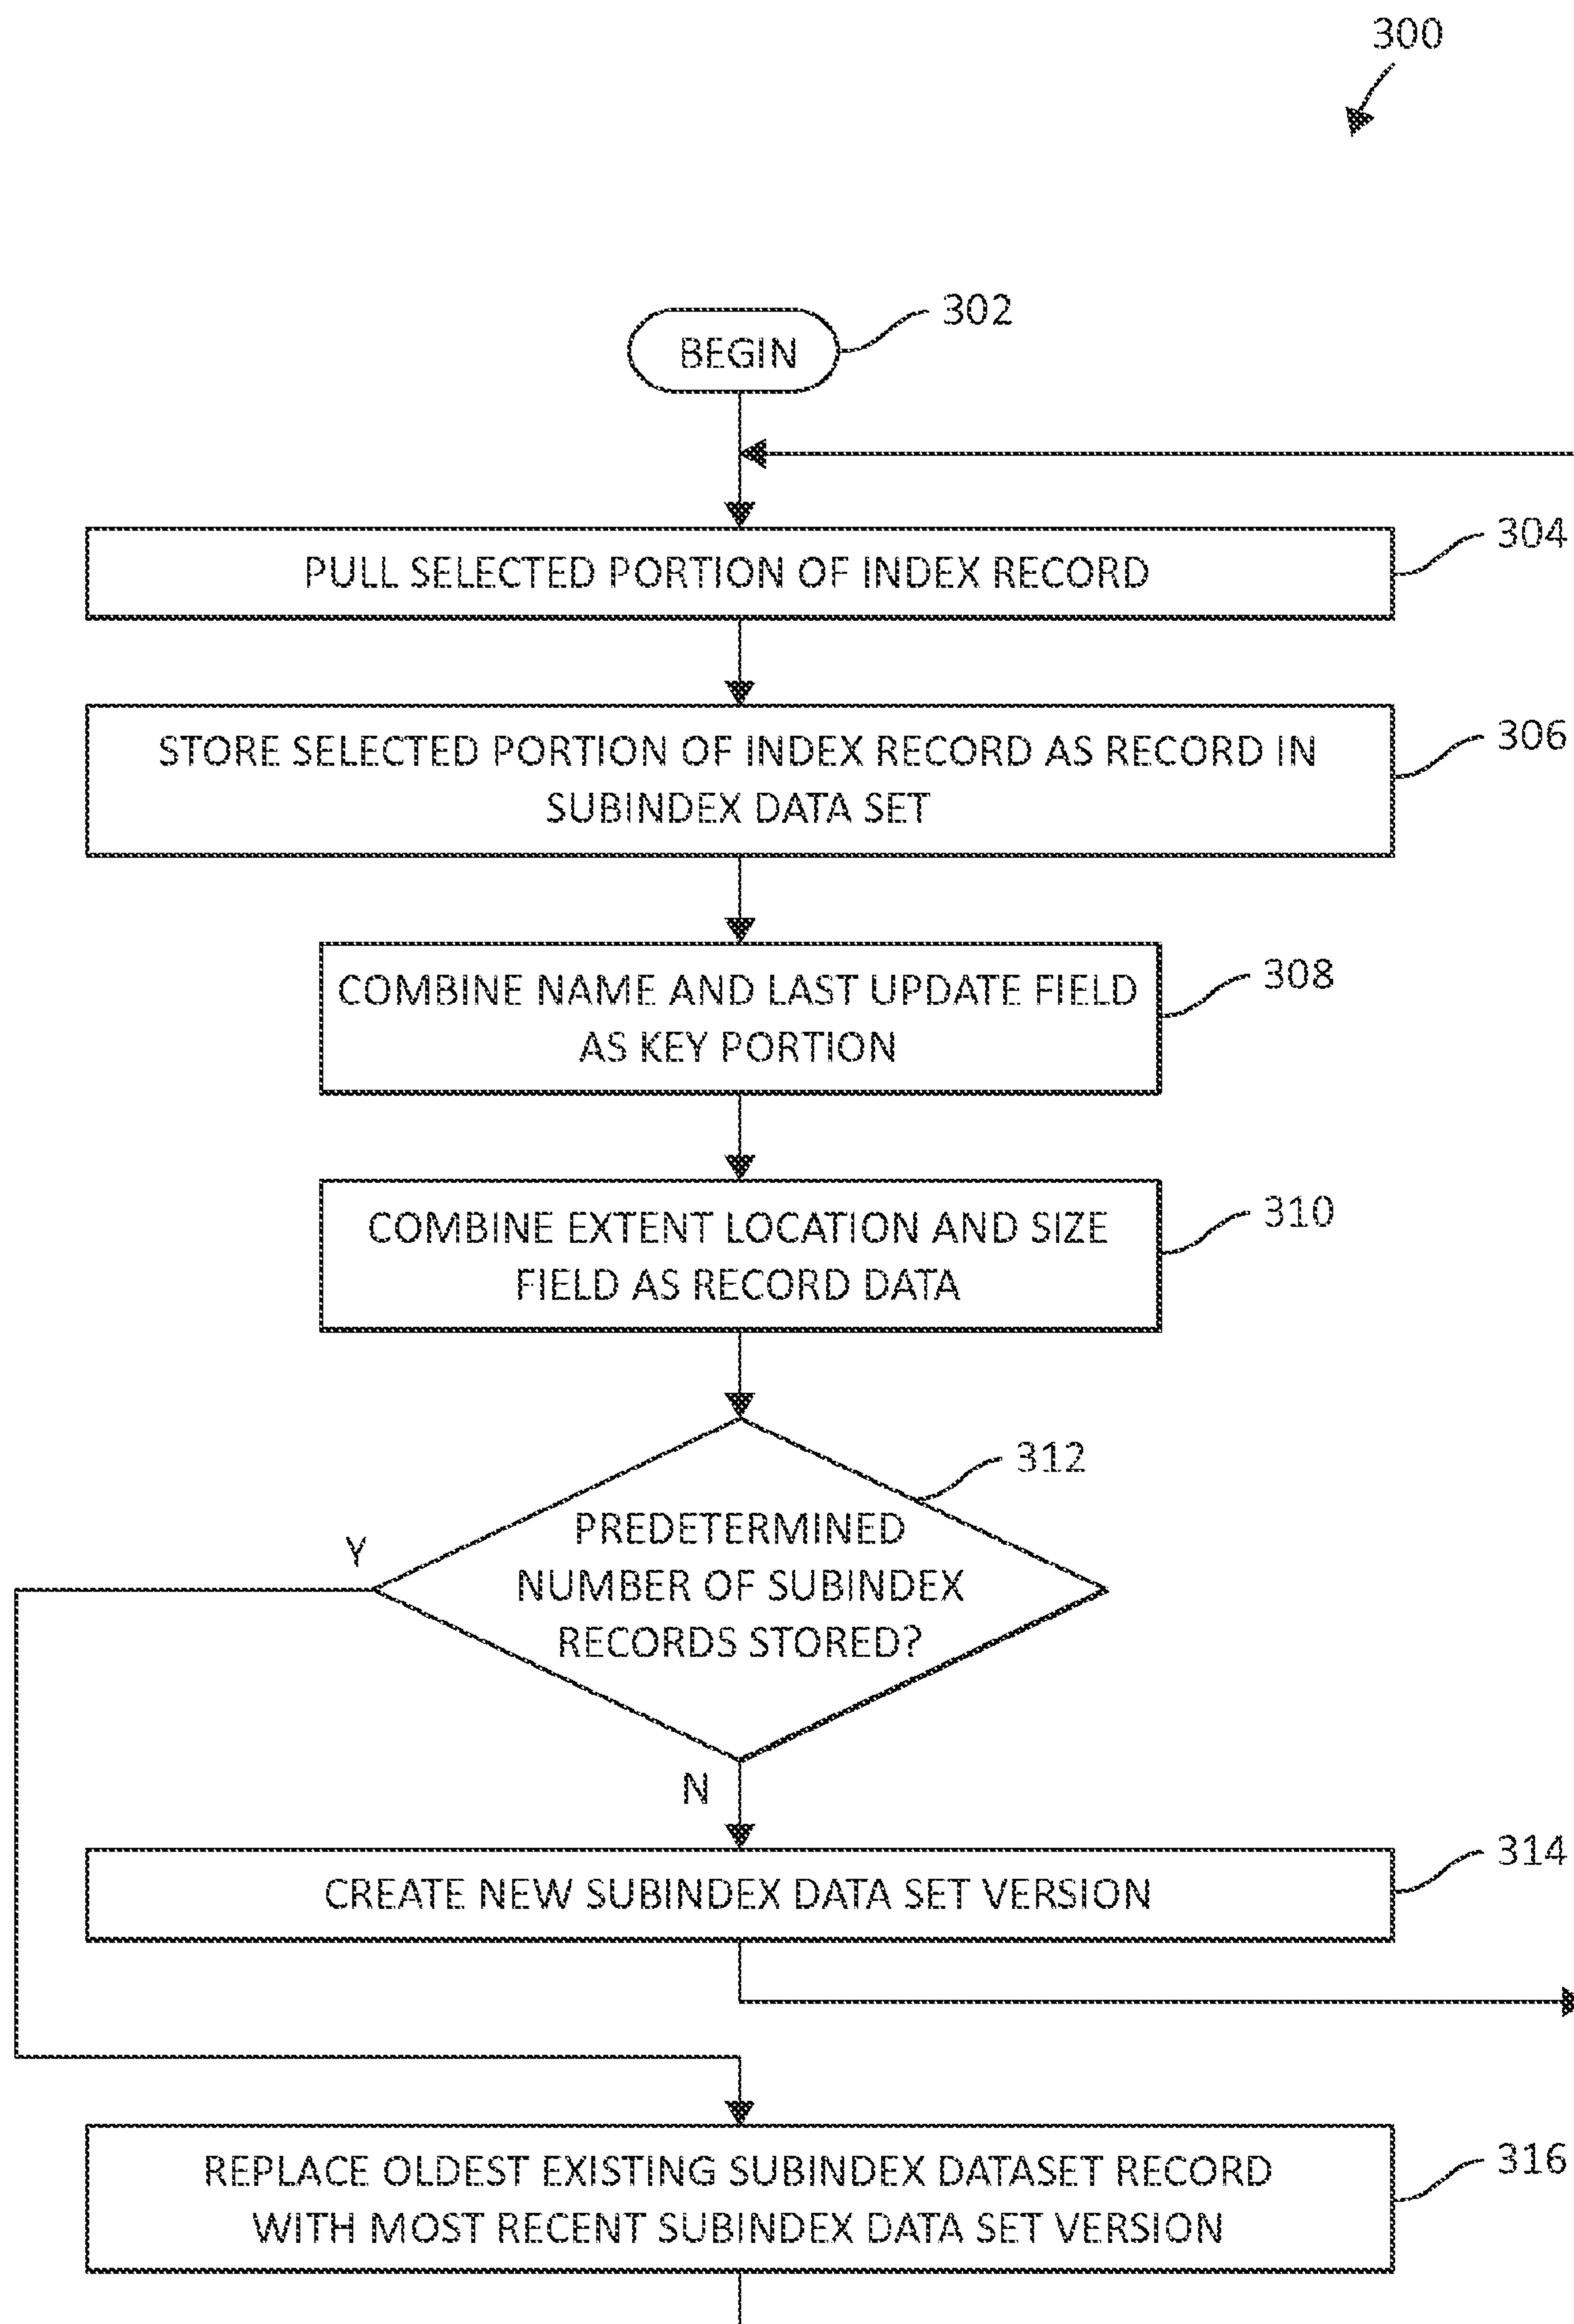 300
302
BEGIN
304
PULL SELECTED PORTION OF INDEX RECORD
306
STORE SELECTED PORTION OF INDEX RECORD AS RECORD IN
SUBINDEX DATA SET
308
COMBINE NAME AND LAST UPDATE FIELD
AS KEY PORTION
310
COMBINE EXTENT LOCATION AND SIZE
FIELD AS RECORD DATA
312
PREDETERMINED
NUMBER OF SUBINDEX
RECORDS STORED?
Y
N
314
CREATE NEW SUBINDEX DATA SET VERSION
316
REPLACE OLDEST EXISTING SUBINDEX DATASET RECORD
WITH MOST RECENT SUBINDEX DATA SET VERSION